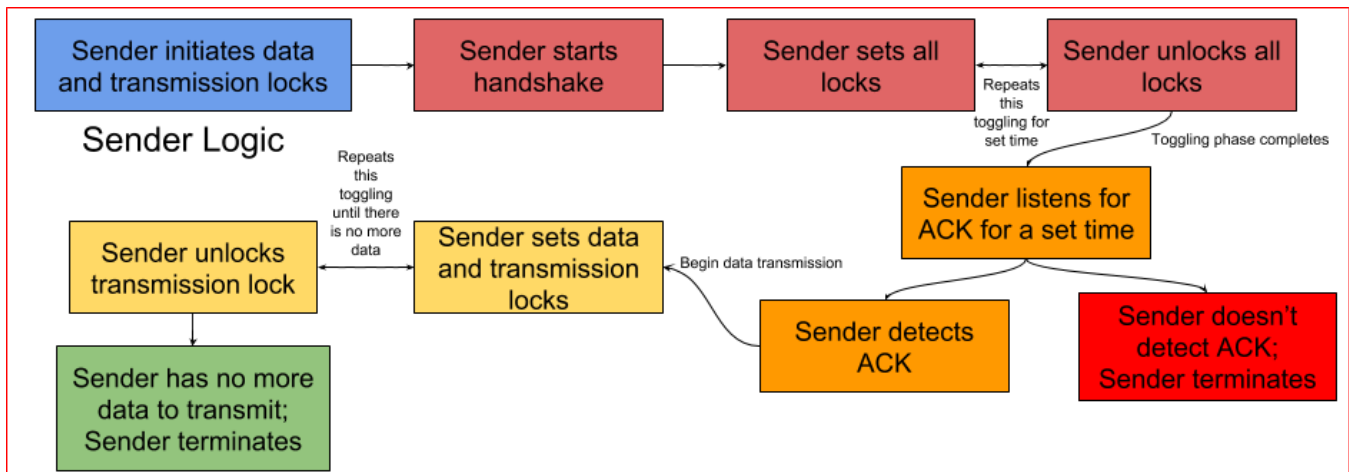 Sender initiates data
and transmission locks
Sender starts
handshake
Sender sets all
locks
Repeats
this
toggling for
set time
Sender unlocks all
locks
Sender Logic
Toggling phase completes
Sender listens for
ACK for a set time
Repeats
this
toggling
until there
is no more
data
Sender unlocks
transmission lock
Sender sets data
and transmission
locks
Begin data transmission
Sender detects
ACK
Sender doesn't
detect ACK;
Sender terminates
Sender has no more
data to transmit;
Sender terminates